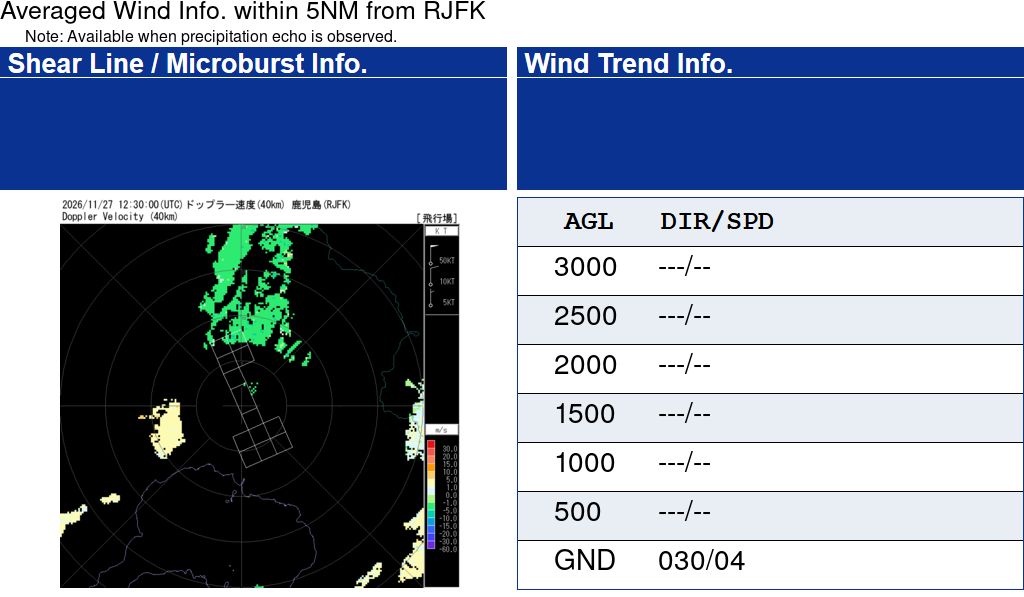 Averaged Wind Info. within 5NM from RJFK
Note: Available when precipitation echo is observed.
Shear Line / Microburst Info.
Wind Trend Info.
2026/11/27 12:30:00(UTC) ドップラー速度(40km) 鹿児島(RJFK)
Doppler Velocity (40km)
[飛行場]
KT
50KT
10KT
5KT
m/s
30.0
20.0
15.0
10.0
5.0
1.0
0.0
-1.0
-5.0
-10.0
-15.0
-20.0
-30.0
-60.0
AGL DIR/SPD
3000 ---/--
2500 ---/--
2000 ---/--
1500 ---/--
1000 ---/--
500 ---/--
GND 030/04